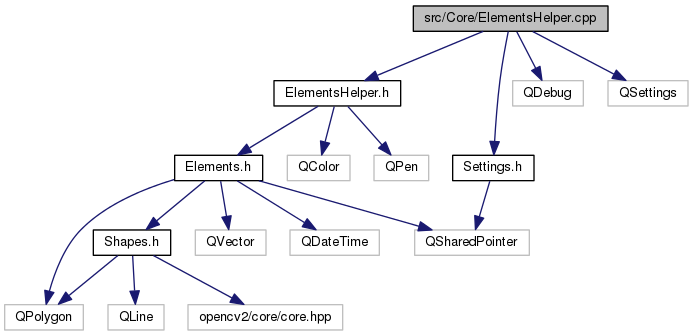 src/Core/ElementsHelper.cpp
ElementsHelper.h
QDebug
QSettings
Elements.h
QColor
QPen
Settings.h
Shapes.h
QVector
QDateTime
QSharedPointer
QPolygon
QLine
opencv2/core/core.hpp